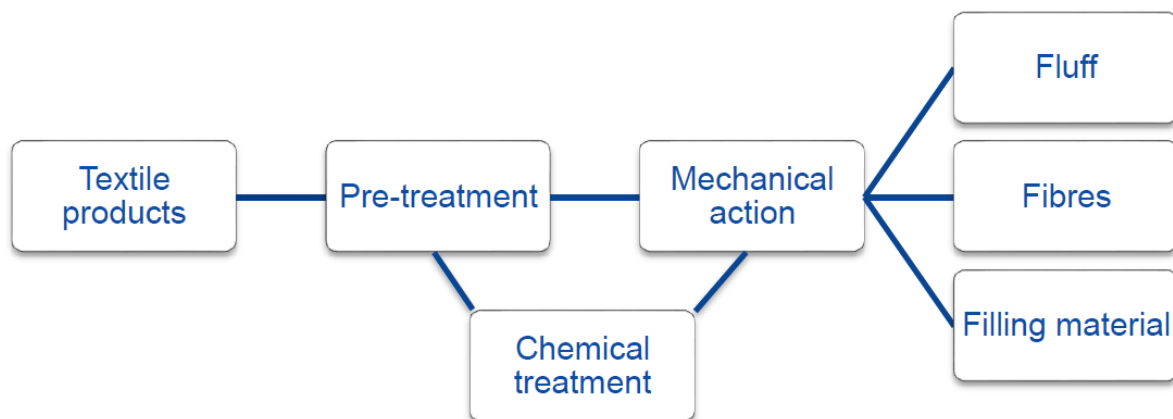 Textile
products
Pre-treatment
Mechanical
action
Chemical
treatment
Fluff
Fibres
Filling material